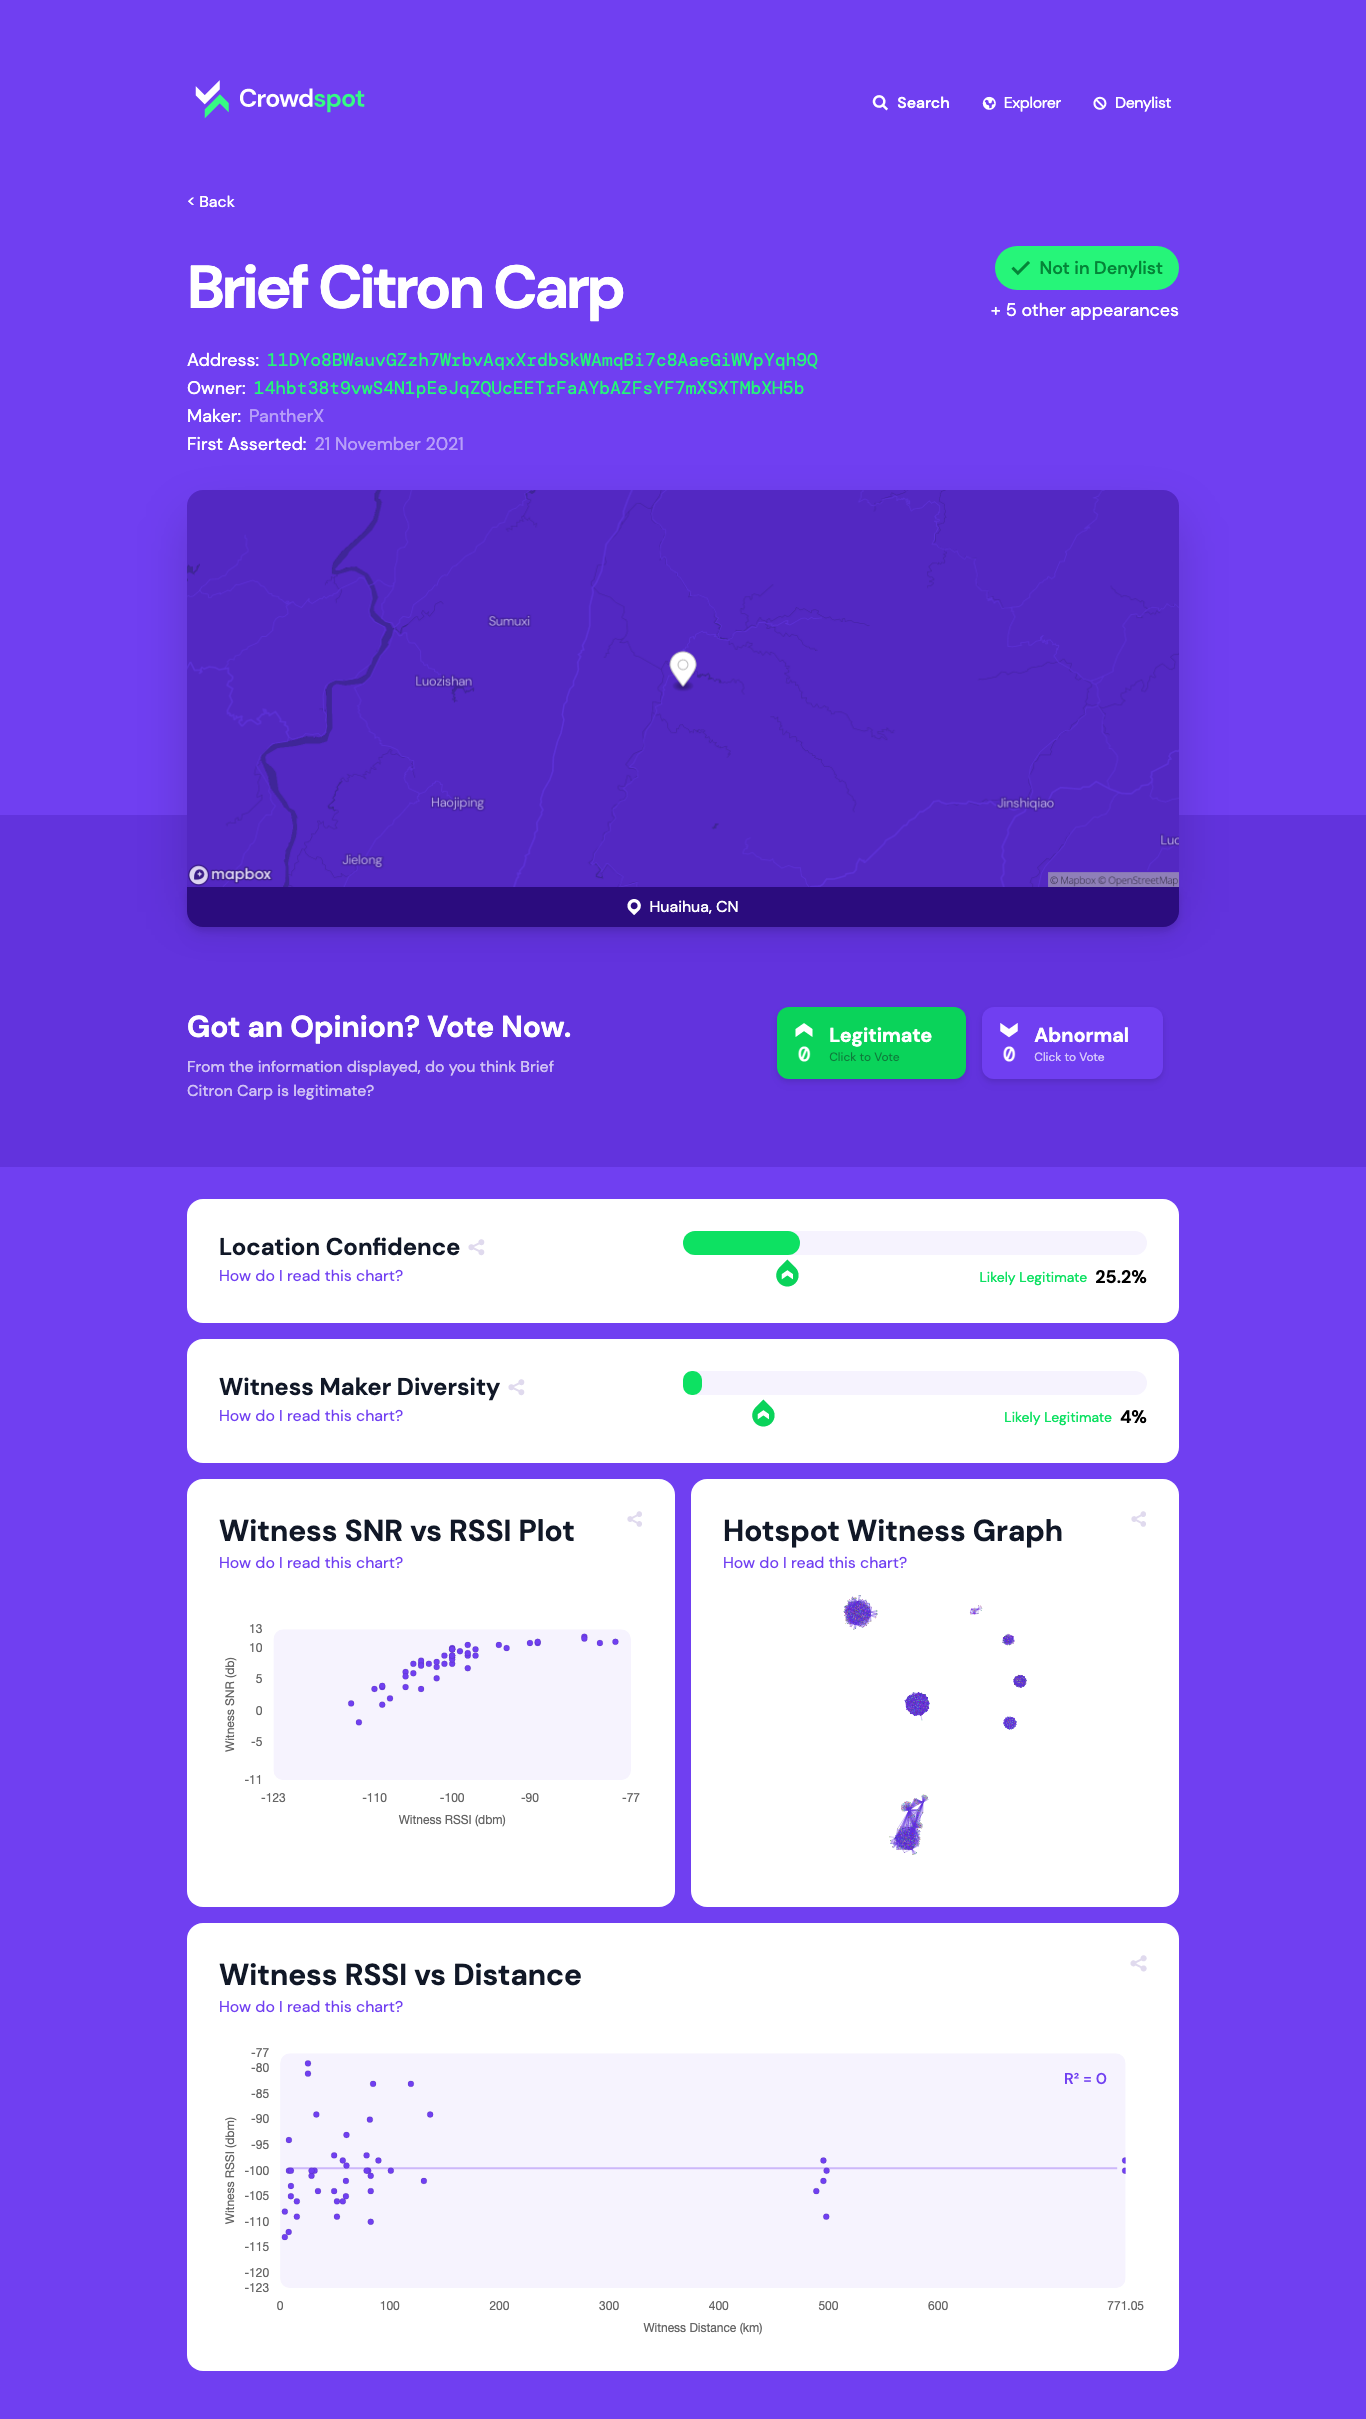 Crowdspot
Search
Explorer
Denylist
< Back
Brief Citron Carp
Not in Denylist
+ 5 other appearances
Address: 11DYo8BWauvGZzh7WrbvAqxXrdbSkWAmqBi7c8AaeGiWVpYqh9Q
Owner: 14hbt38t9vwS4N1pEeJqZQUcEETrFaAYbAZFsYF7mXSXTMbXH5b
Maker: PantherX
First Asserted: 21 November 2021
Sumuxi
Luozishan
Haojiping
Jinshiqiao
Luo
Jielong
mapbox
© Mapbox © OpenStreetMap
Huaihua, CN
Got an Opinion? Vote Now.
From the information displayed, do you think Brief
Citron Carp is legitimate?
0
Legitimate
Click to Vote
0
Abnormal
Click to Vote
Location Confidence
How do I read this chart?
Likely Legitimate 25.2%
Witness Maker Diversity
How do I read this chart?
Likely Legitimate 4%
Witness SNR vs RSSI Plot
How do I read this chart?
13
10
5
0
-5
-11
Witness SNR (db)
-123
-110
-100
-90
-77
Witness RSSI (dbm)
Hotspot Witness Graph
How do I read this chart?
Witness RSSI vs Distance
How do I read this chart?
-77
-80
-85
-90
-95
-100
-105
-110
-115
-120
-123
Witness RSSI (dbm)
R² = 0
0
100
200
300
400
500
600
771.05
Witness Distance (km)